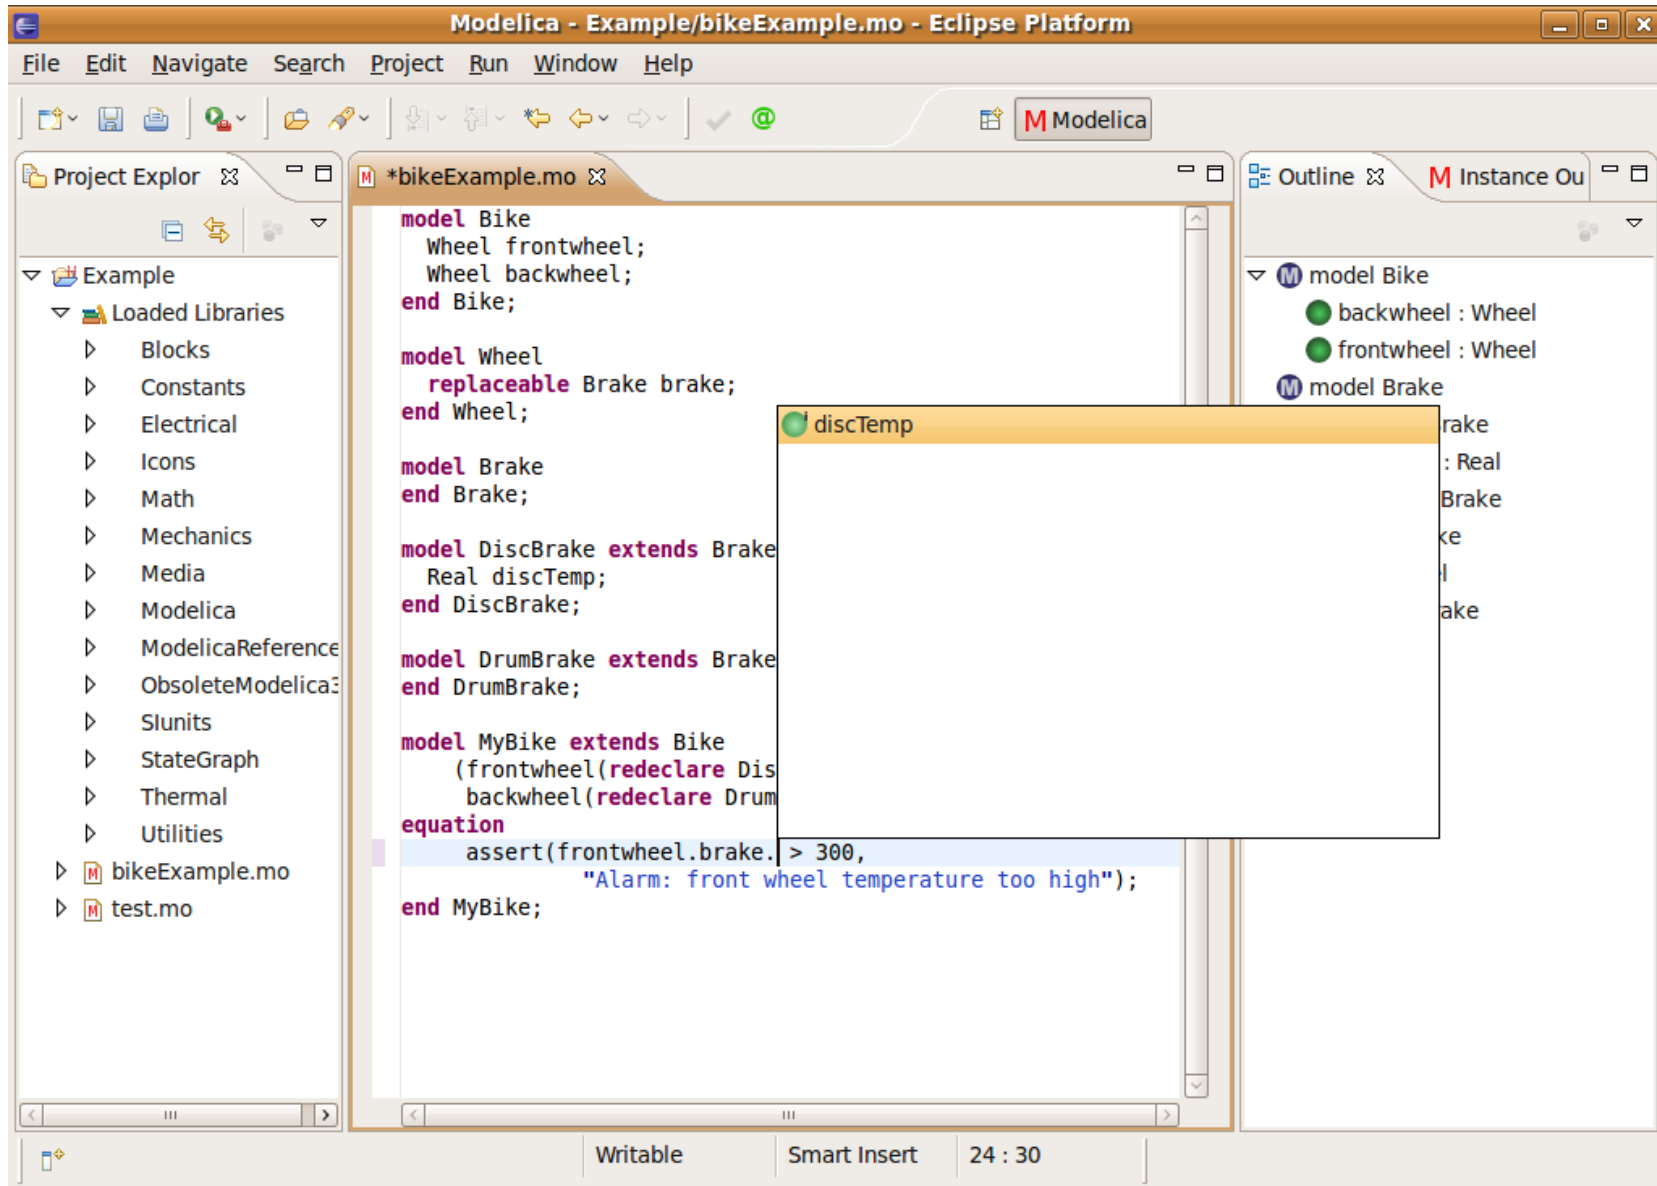 Modelica - Example/bikeExample.mo - Eclipse Platform
File Edit Navigate Search Project Run Window Help
Modelica
Project Explor
Example
Loaded Libraries
Blocks
Constants
Electrical
Icons
Math
Mechanics
Media
Modelica
ModelicaReference
ObsoleteModelica3
SIunits
StateGraph
Thermal
Utilities
bikeExample.mo
test.mo
*bikeExample.mo
model Bike
Wheel frontwheel;
Wheel backwheel;
end Bike;
model Wheel
replaceable Brake brake;
end Wheel;
model Brake
end Brake;
model DiscBrake extends Brake
Real discTemp;
end DiscBrake;
model DrumBrake extends Brake
end DrumBrake;
model MyBike extends Bike
(frontwheel(redeclare Dis
backwheel(redeclare Drum
equation
assert(frontwheel.brake. > 300,
"Alarm: front wheel temperature too high");
end MyBike;
discTemp
Outline Instance Ou
model Bike
backwheel : Wheel
frontwheel : Wheel
model Brake
rake
: Real
Brake
ke
l
ake
Writable Smart Insert 24 : 30